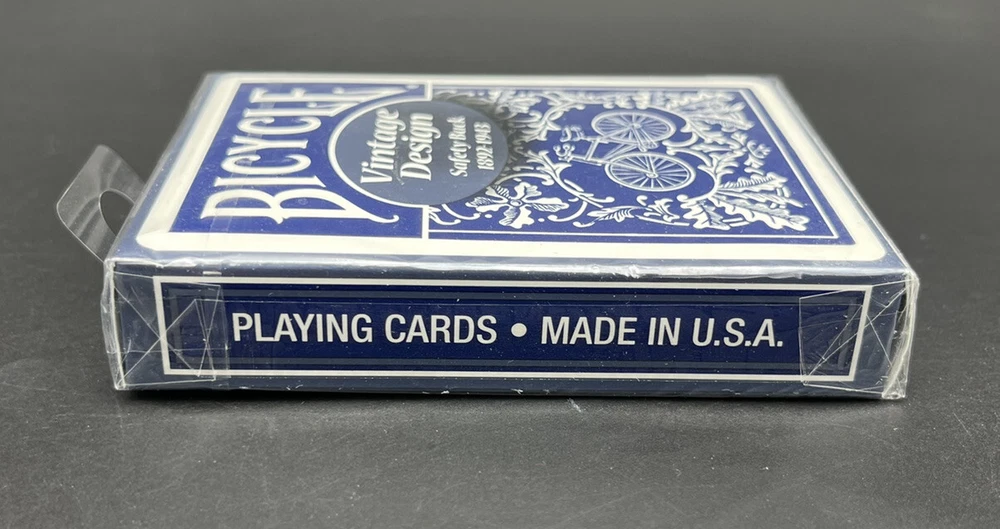 BICYCLE
Vintage
Design
Safety Back
1892-1943
PLAYING CARDS • MADE IN U.S.A.